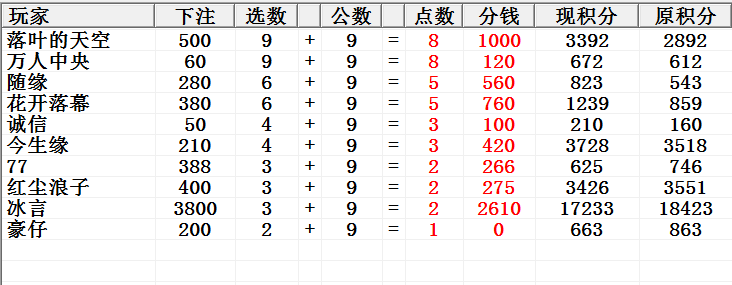 玩家 下注 选数 公数 点数 分钱 现积分 原积分
落叶的天空 500 9 + 9 = 8 1000 3392 2892
万人中央 60 9 + 9 = 8 120 672 612
随缘 280 6 + 9 = 5 560 823 543
花开落幕 380 6 + 9 = 5 760 1239 859
诚信 50 4 + 9 = 3 100 210 160
今生缘 210 4 + 9 = 3 420 3728 3518
77 388 3 + 9 = 2 266 625 746
红尘浪子 400 3 + 9 = 2 275 3426 3551
冰言 3800 3 + 9 = 2 2610 17233 18423
豪仔 200 2 + 9 = 1 0 663 863